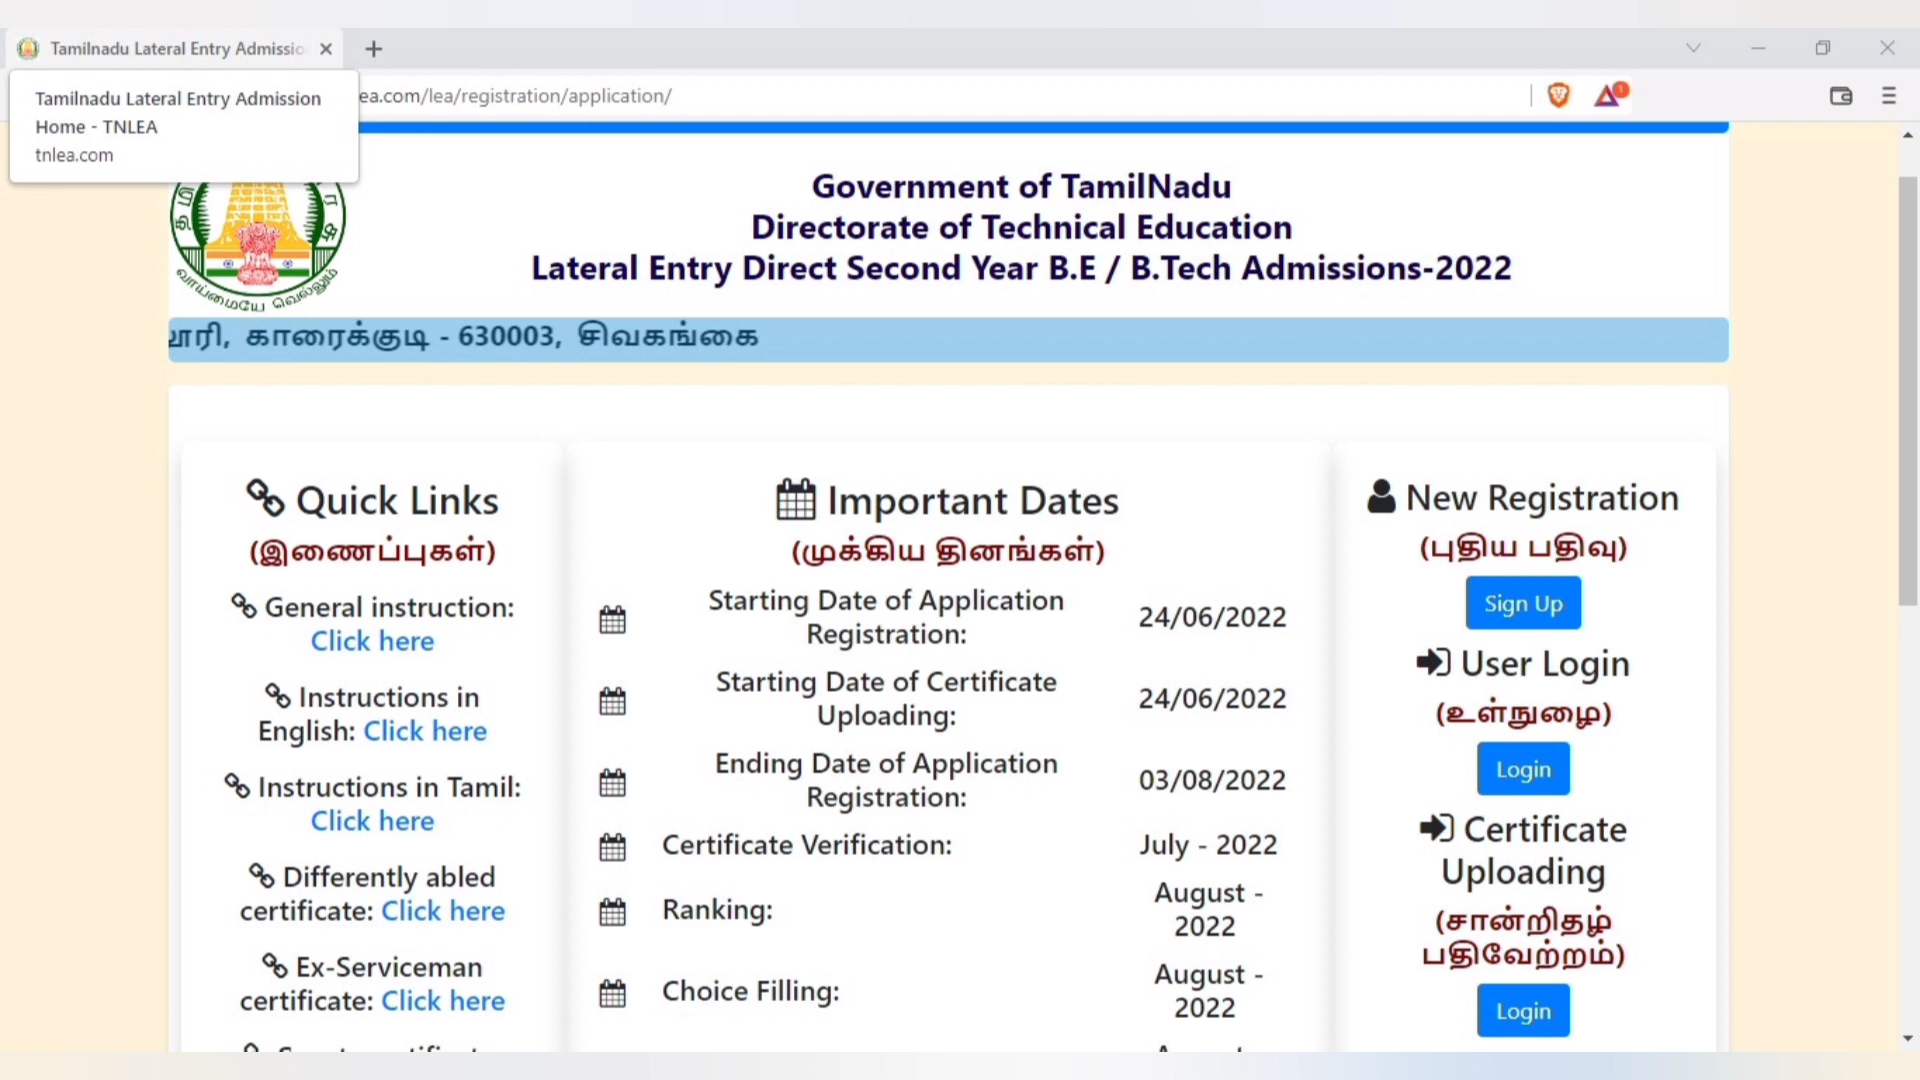 Tamilnadu Lateral Entry Admissio
Tamilnadu Lateral Entry Admission
Home - TNLEA
tnlea.com
ea.com/lea/registration/application/
1
வாய்மையே வெல்லும்
Government of TamilNadu
Directorate of Technical Education
Lateral Entry Direct Second Year B.E / B.Tech Admissions-2022
காரைக்குடி - 630003, சிவகங்கை
Quick Links
(இணைப்புகள்)
General instruction:
Click here
Instructions in
English: Click here
Instructions in Tamil:
Click here
Differently abled
certificate: Click here
Ex-Serviceman
certificate: Click here
Important Dates
(முக்கிய தினங்கள்)
Starting Date of Application
Registration:
24/06/2022
Starting Date of Certificate
Uploading:
24/06/2022
Ending Date of Application
Registration:
03/08/2022
Certificate Verification:
July - 2022
Ranking:
August -
2022
Choice Filling:
August -
2022
New Registration
(புதிய பதிவு)
Sign Up
User Login
(உள்நுழை)
Login
Certificate
Uploading
(சான்றிதழ்
பதிவேற்றம்)
Login